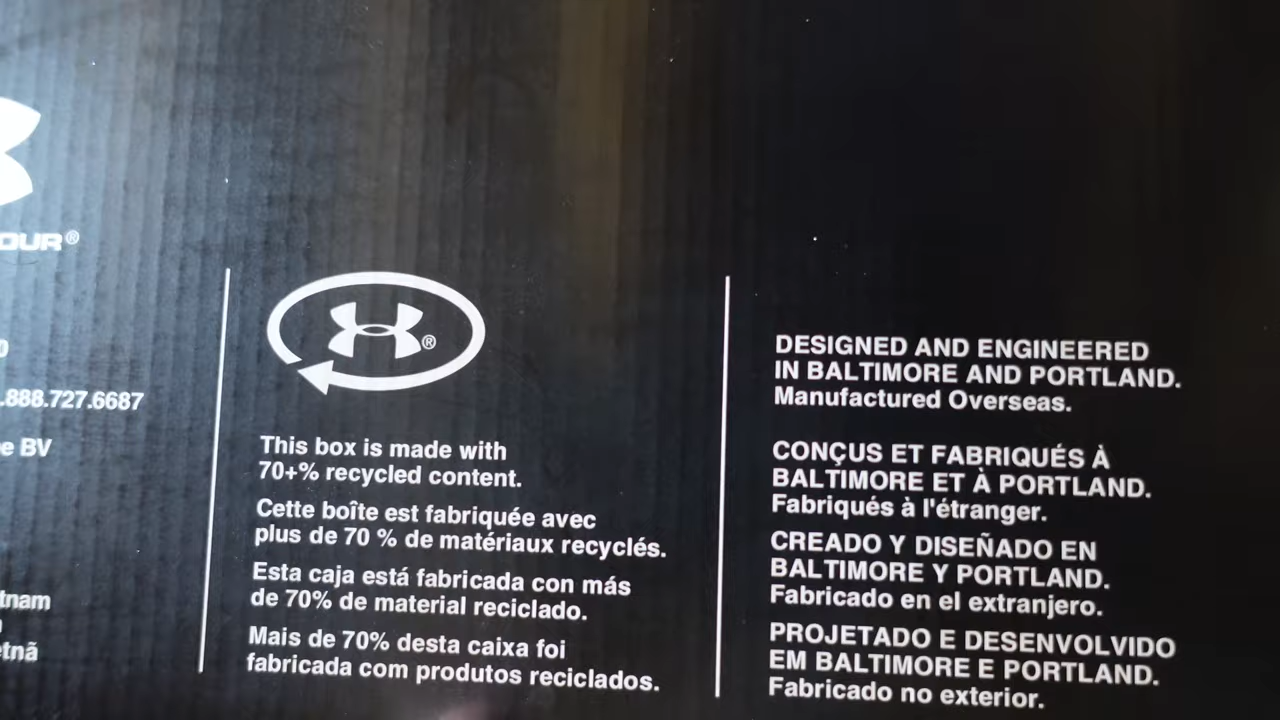 ®
.888.727.6687
BV
®
This box is made with
70+% recycled content.
Cette boîte est fabriquée avec
plus de 70 % de matériaux recyclés.
Esta caja está fabricada con más
de 70% de material reciclado.
Mais de 70% desta caixa foi
fabricada com produtos reciclados.
DESIGNED AND ENGINEERED
IN BALTIMORE AND PORTLAND.
Manufactured Overseas.
CONÇUS ET FABRIQUÉS À
BALTIMORE ET À PORTLAND.
Fabriqués à l'étranger.
CREADO Y DISEÑADO EN
BALTIMORE Y PORTLAND.
Fabricado en el extranjero.
PROJETADO E DESENVOLVIDO
EM BALTIMORE E PORTLAND.
Fabricado no exterior.